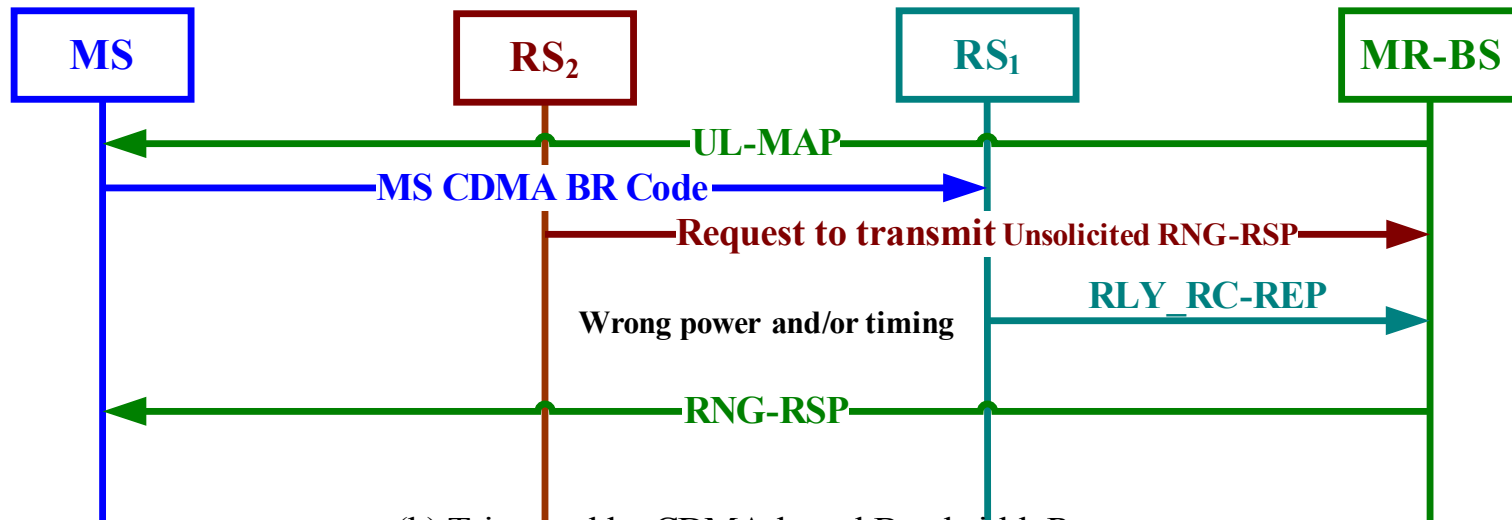 MS RS₂ RS₁ MR-BS
UL-MAP
MS CDMA BR Code
Request to transmit Unsolicited RNG-RSP
RLY_RC-REP
Wrong power and/or timing
RNG-RSP